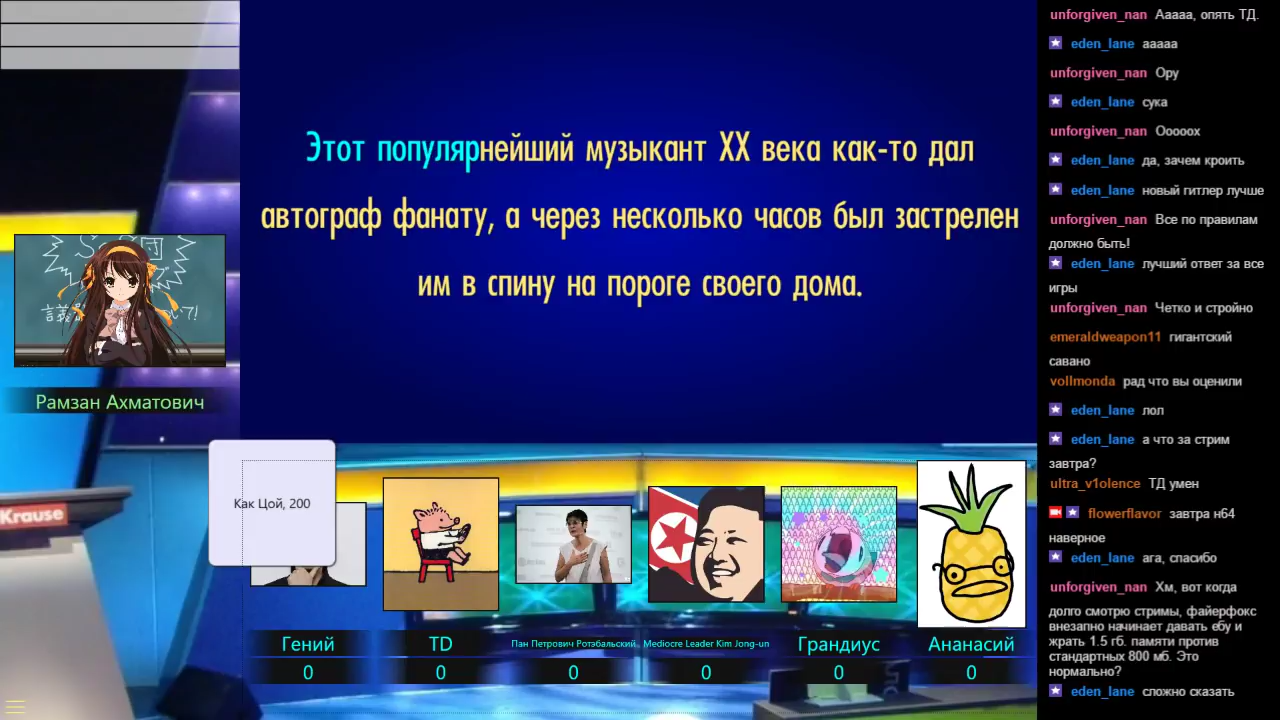 Этот популярнейший музыкант XX века как-то дал
автограф фанату, а через несколько часов был застрелен
им в спину на пороге своего дома.
Рамзан Ахматович
Как Цой, 200
Krause
Гений
TD
Пан Петрович Ротэбальский
Mediocre Leader Kim Jong-un
Грандиус
Ананасий
0
0
0
0
0
0
unforgiven_nan Ааааа, опять ТД.
eden_lane ааааа
unforgiven_nan Ору
eden_lane сука
unforgiven_nan Ооооох
eden_lane да, зачем кроить
eden_lane новый гитлер лучше
unforgiven_nan Все по правилам
должно быть!
eden_lane лучший ответ за все
игры
unforgiven_nan Четко и стройно
emeraldweapon11 гигантский
савано
vollmonda рад что вы оценили
eden_lane лол
eden_lane а что за стрим
завтра?
ultra_v1olence ТД умен
flowerflavor завтра н64
наверное
eden_lane ага, спасибо
unforgiven_nan Хм, вот когда
долго смотрю стримы, файерфокс
внезапно начинает давать ебу и
жрать 1.5 гб. памяти против
стандартных 800 мб. Это
нормально?
eden_lane сложно сказать